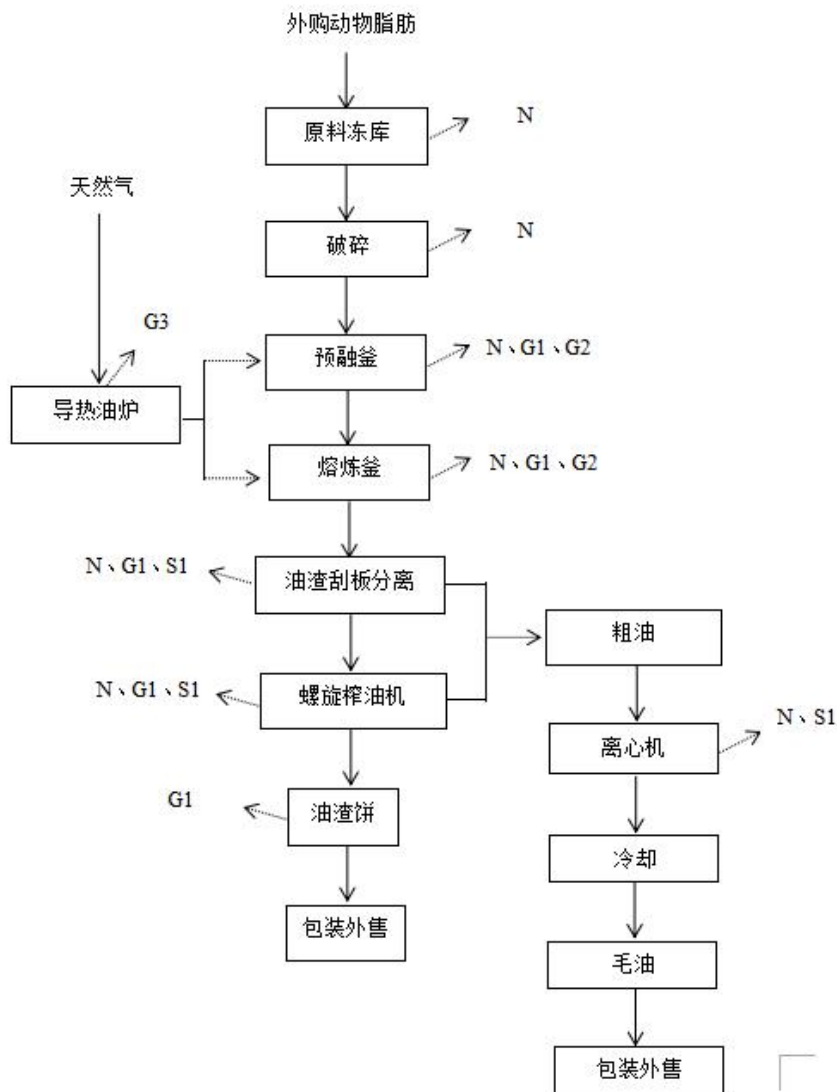 外购动物脂肪
原料冻库
N
天然气
破碎
N
G3
预融釜
N、G1、G2
导热油炉
熔炼釜
N、G1、G2
N、G1、S1
油渣刮板分离
粗油
N、G1、S1
螺旋榨油机
离心机
N、S1
G1
油渣饼
冷却
包装外售
毛油
包装外售